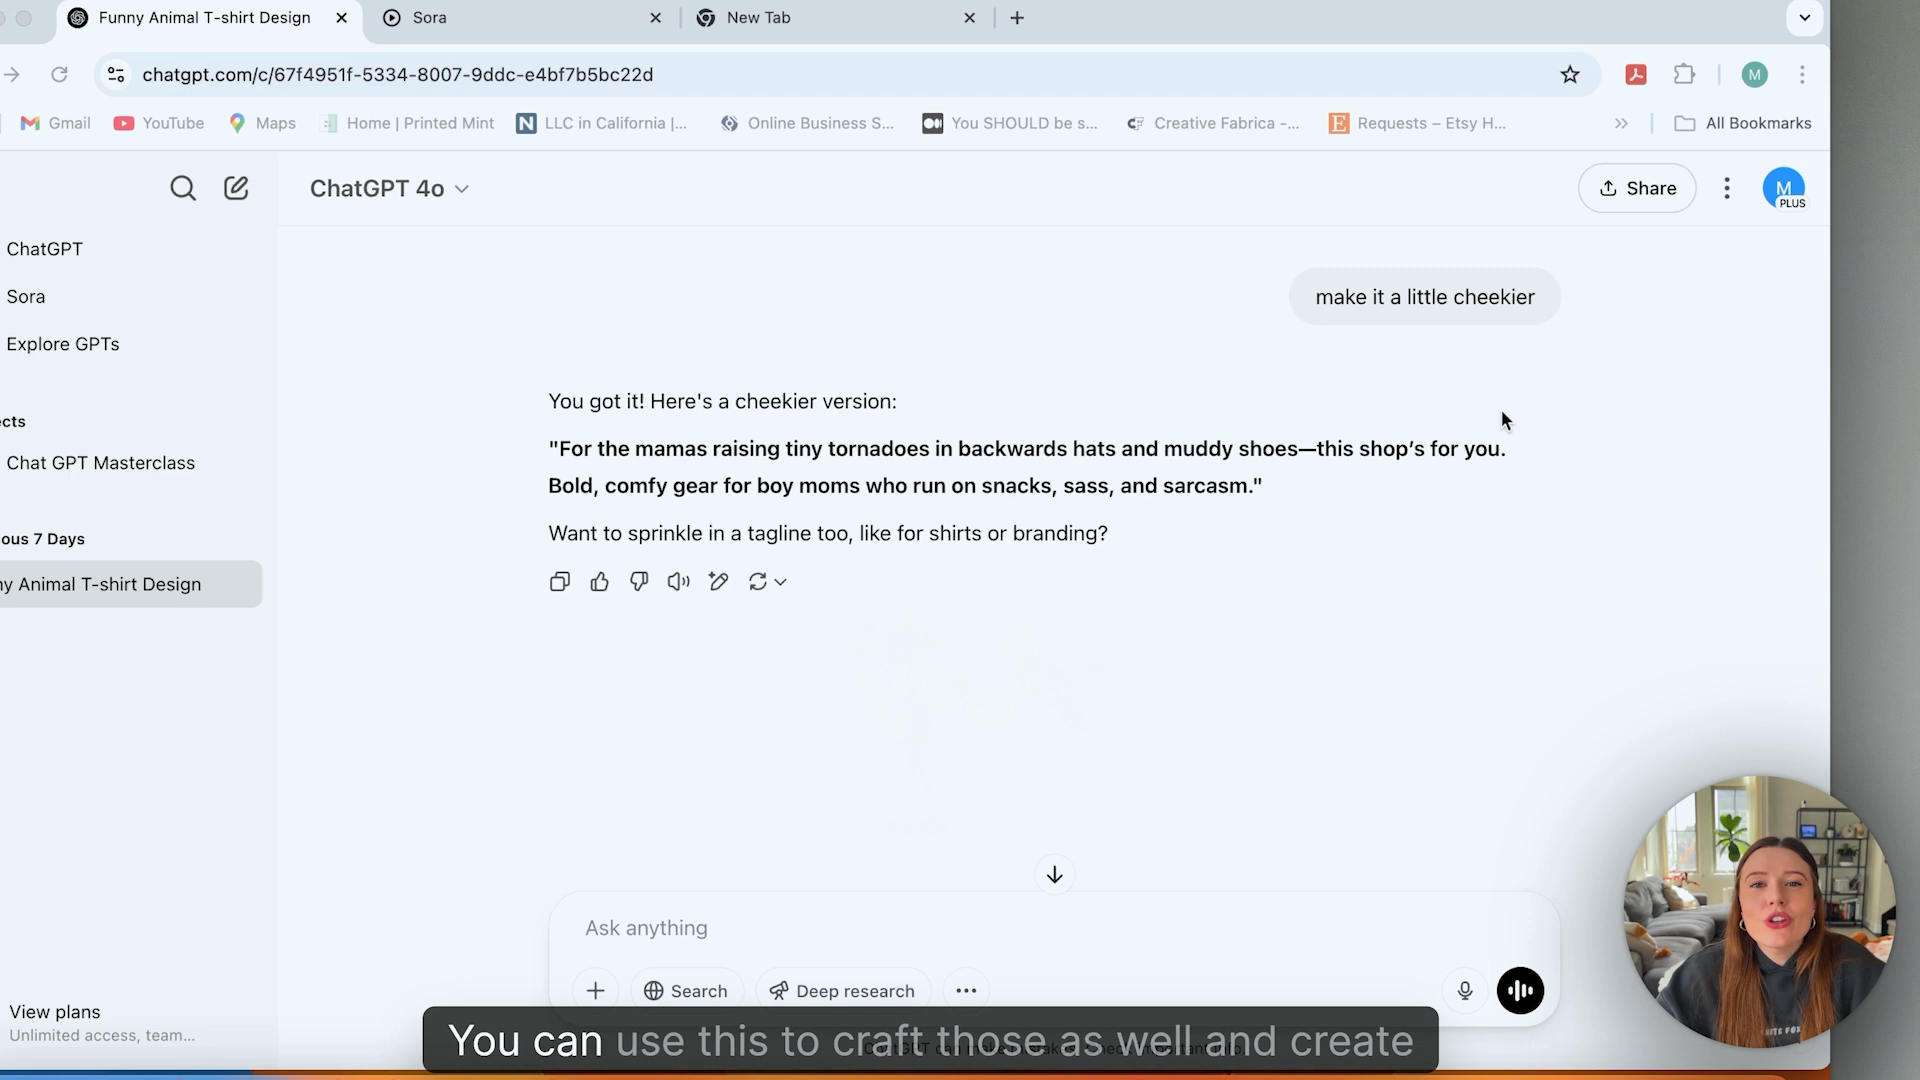 Funny Animal T-shirt Design
Sora
New Tab
chatgpt.com/c/67f4951f-5334-8007-9ddc-e4bf7b5bc22d
M
Gmail
YouTube
Maps
Home | Printed Mint
LLC in California |...
Online Business S...
You SHOULD be s...
Creative Fabrica -...
Requests – Etsy H...
All Bookmarks
ChatGPT 4o
Share
M
PLUS
ChatGPT
Sora
Explore GPTs
ects
Chat GPT Masterclass
ous 7 Days
ny Animal T-shirt Design
View plans
Unlimited access, team...
make it a little cheekier
You got it! Here's a cheekier version:
"For the mamas raising tiny tornadoes in backwards hats and muddy shoes—this shop’s for you.
Bold, comfy gear for boy moms who run on snacks, sass, and sarcasm."
Want to sprinkle in a tagline too, like for shirts or branding?
Ask anything
Search
Deep research
You can use this to craft those as well and create